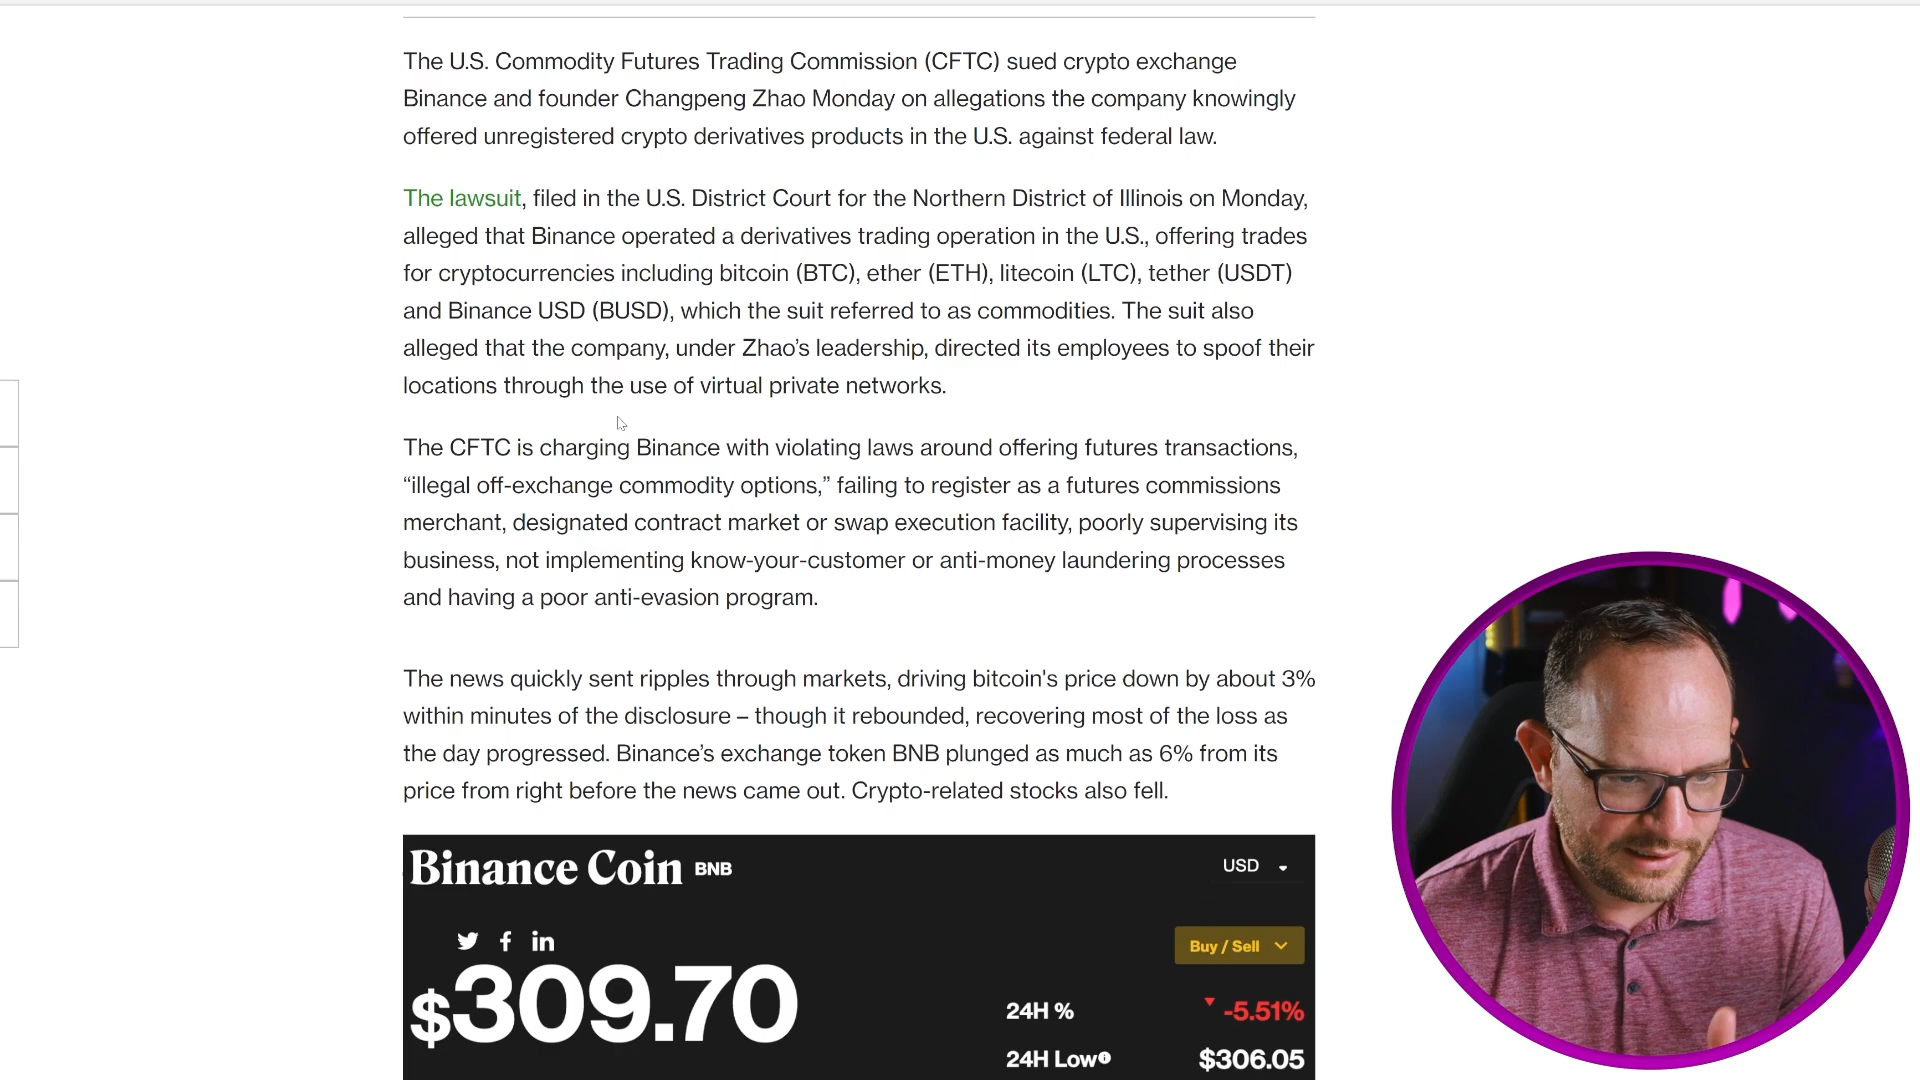 The U.S. Commodity Futures Trading Commission (CFTC) sued crypto exchange
Binance and founder Changpeng Zhao Monday on allegations the company knowingly
offered unregistered crypto derivatives products in the U.S. against federal law.
The lawsuit, filed in the U.S. District Court for the Northern District of Illinois on Monday,
alleged that Binance operated a derivatives trading operation in the U.S., offering trades
for cryptocurrencies including bitcoin (BTC), ether (ETH), litecoin (LTC), tether (USDT)
and Binance USD (BUSD), which the suit referred to as commodities. The suit also
alleged that the company, under Zhao’s leadership, directed its employees to spoof their
locations through the use of virtual private networks.
The CFTC is charging Binance with violating laws around offering futures transactions,
“illegal off-exchange commodity options,” failing to register as a futures commissions
merchant, designated contract market or swap execution facility, poorly supervising its
business, not implementing know-your-customer or anti-money laundering processes
and having a poor anti-evasion program.
The news quickly sent ripples through markets, driving bitcoin's price down by about 3%
within minutes of the disclosure – though it rebounded, recovering most of the loss as
the day progressed. Binance’s exchange token BNB plunged as much as 6% from its
price from right before the news came out. Crypto-related stocks also fell.
Binance Coin BNB
USD
Buy / Sell
$309.70
24H %
-5.51%
24H Low
$306.05